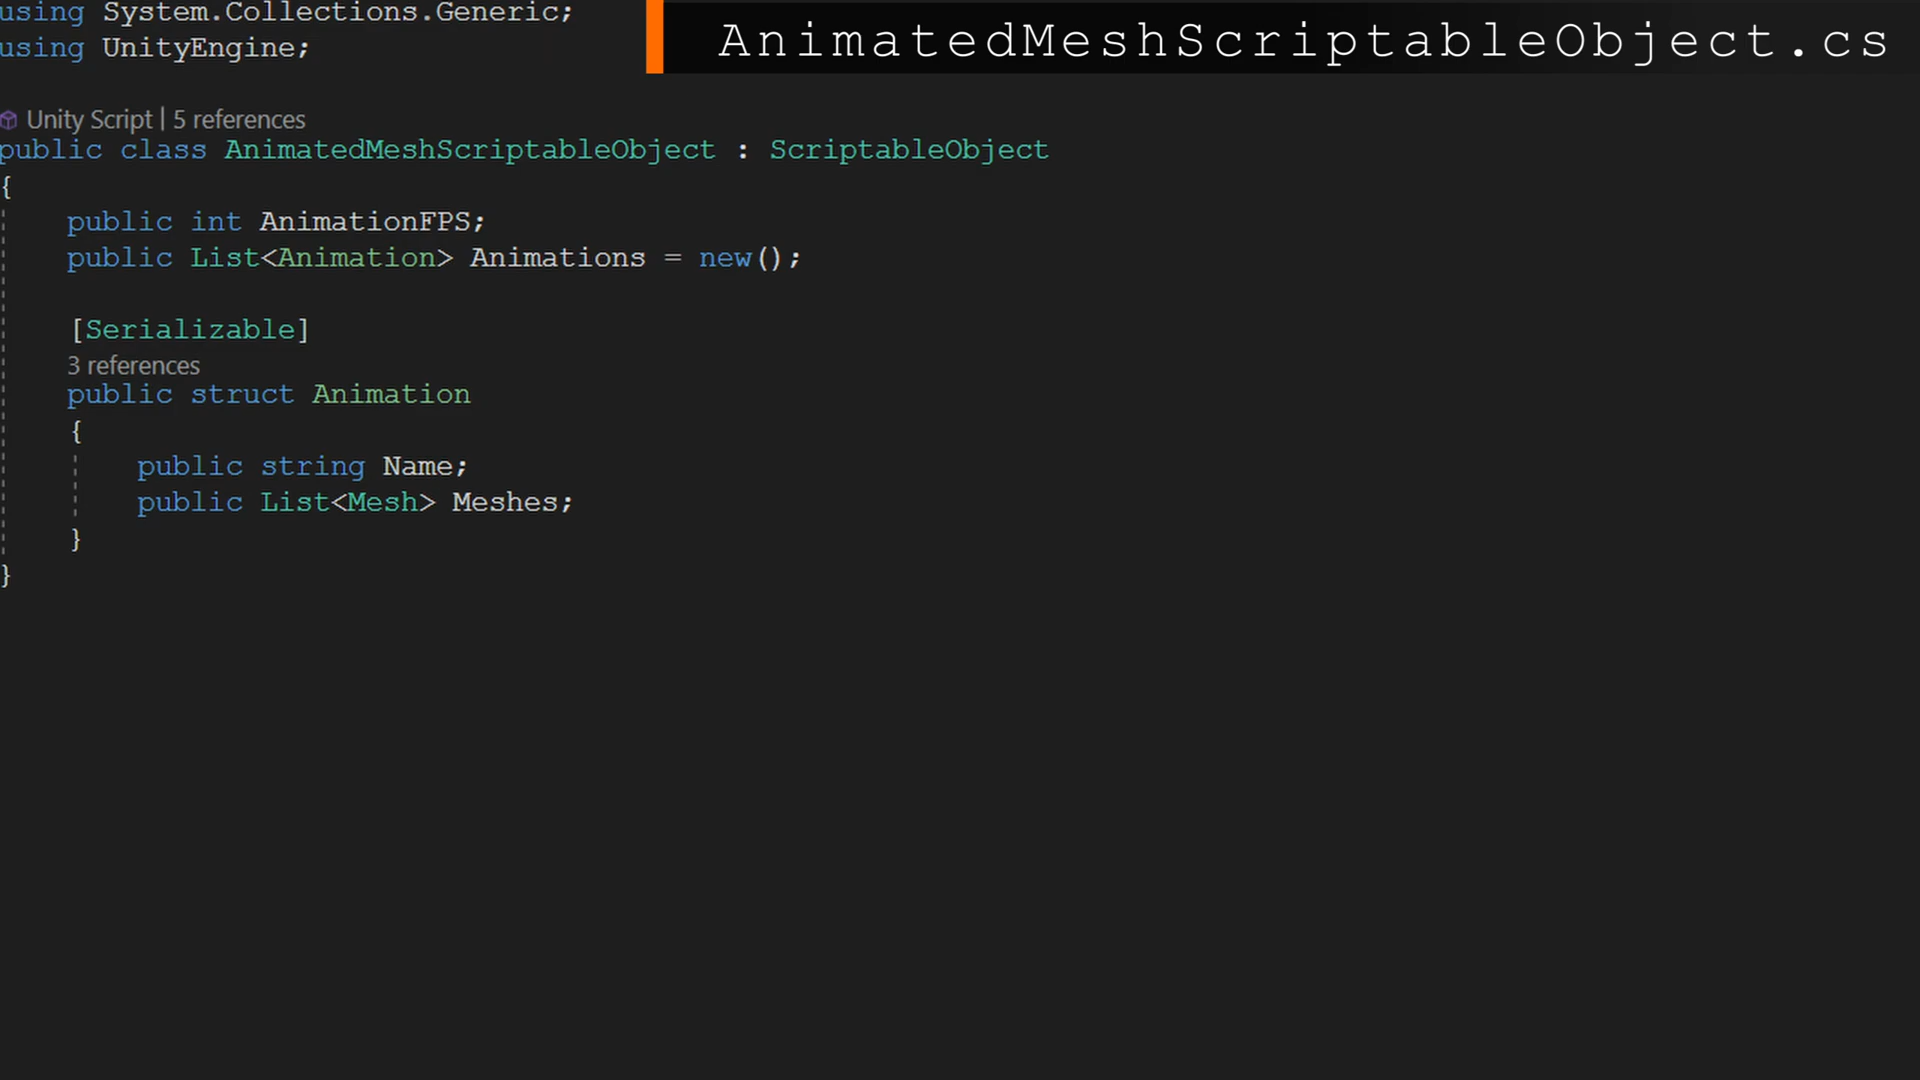 using System.Collections.Generic;
using UnityEngine;
AnimatedMeshScriptableObject.cs
Unity Script | 5 references
public class AnimatedMeshScriptableObject : ScriptableObject
{
    public int AnimationFPS;
    public List<Animation> Animations = new();
    [Serializable]
    3 references
    public struct Animation
    {
        public string Name;
        public List<Mesh> Meshes;
    }
}